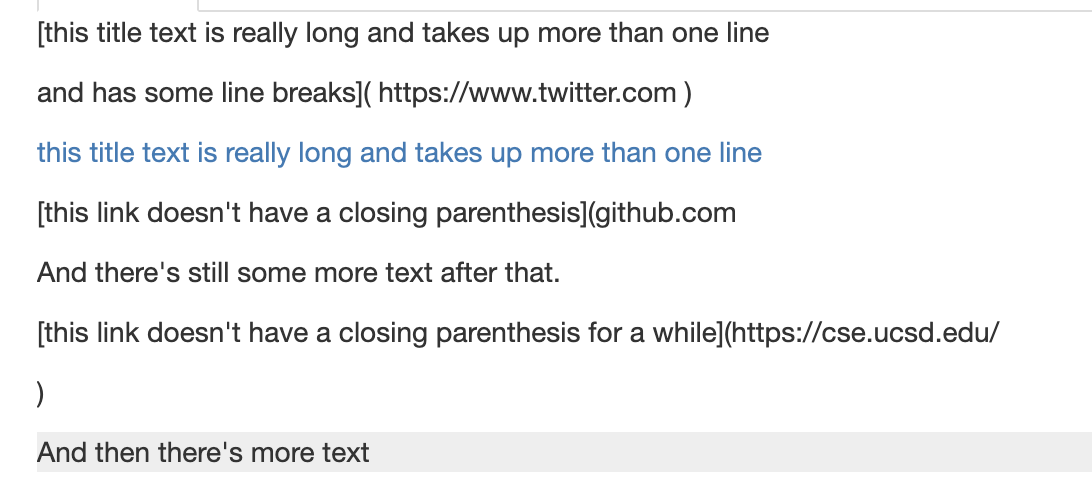 [this title text is really long and takes up more than one line
and has some line breaks]( https://www.twitter.com )
this title text is really long and takes up more than one line
[this link doesn't have a closing parenthesis](github.com
And there's still some more text after that.
[this link doesn't have a closing parenthesis for a while](https://cse.ucsd.edu/
)
And then there's more text